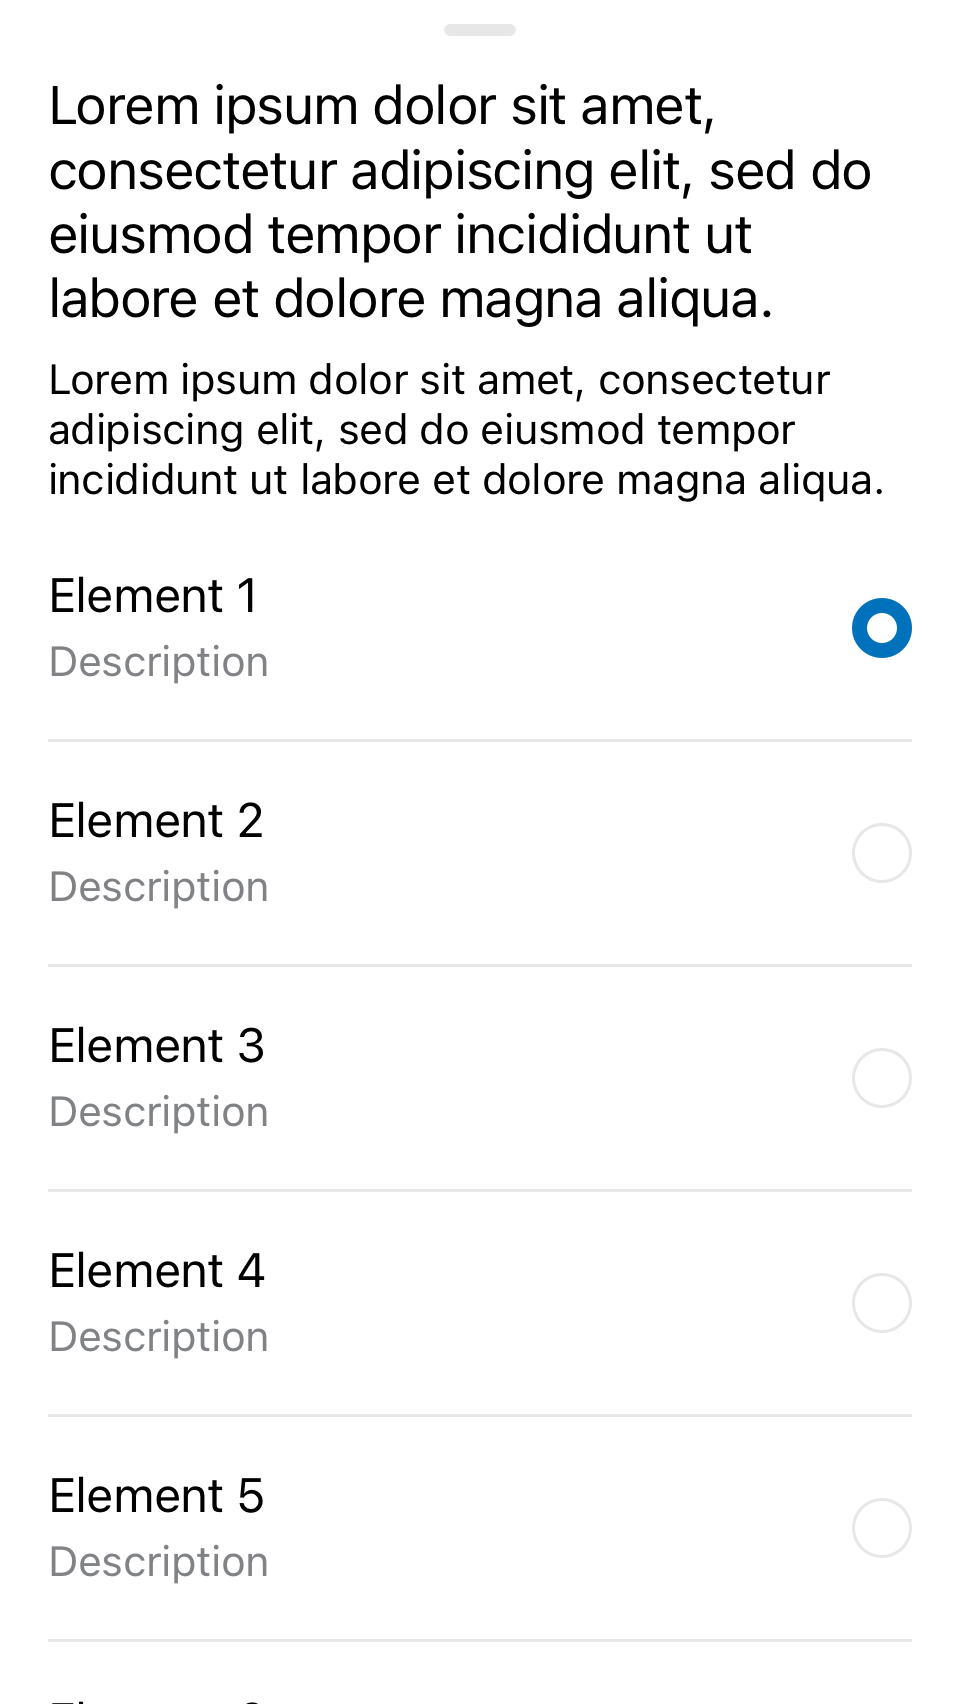 Lorem ipsum dolor sit amet,
consectetur adipiscing elit, sed do
eiusmod tempor incididunt ut
labore et dolore magna aliqua.
Lorem ipsum dolor sit amet, consectetur
adipiscing elit, sed do eiusmod tempor
incididunt ut labore et dolore magna aliqua.
Element 1
Description
Element 2
Description
Element 3
Description
Element 4
Description
Element 5
Description